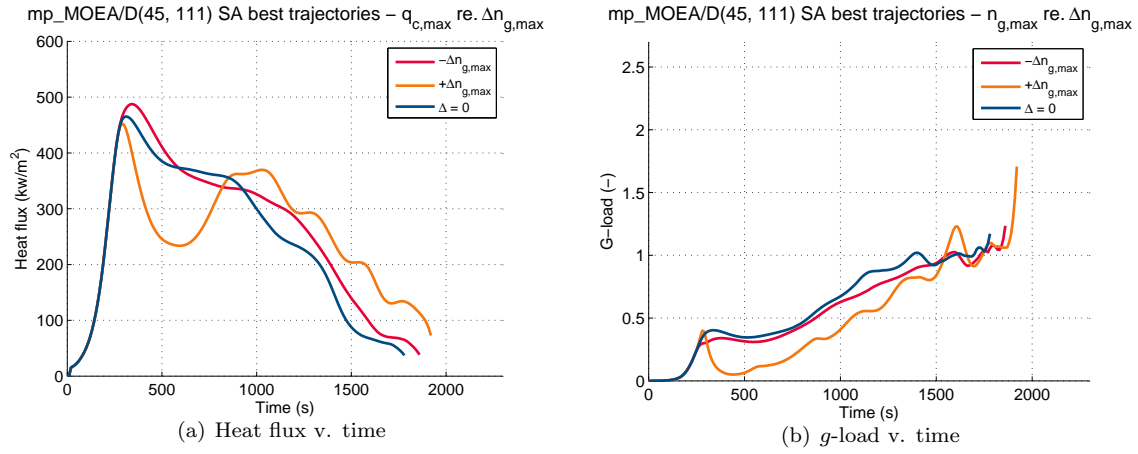 mp_MOEA/D(45, 111) SA best trajectories − q_c,max re. Δn_g,max
600
500
400
300
200
100
0
0
500
1000
1500
2000
Heat flux (kw/m²)
Time (s)
−Δn_g,max
+Δn_g,max
Δ = 0
(a) Heat flux v. time
mp_MOEA/D(45, 111) SA best trajectories − n_g,max re. Δn_g,max
2.5
2
1.5
1
0.5
0
0
500
1000
1500
2000
G−load (−)
Time (s)
−Δn_g,max
+Δn_g,max
Δ = 0
(b) g-load v. time